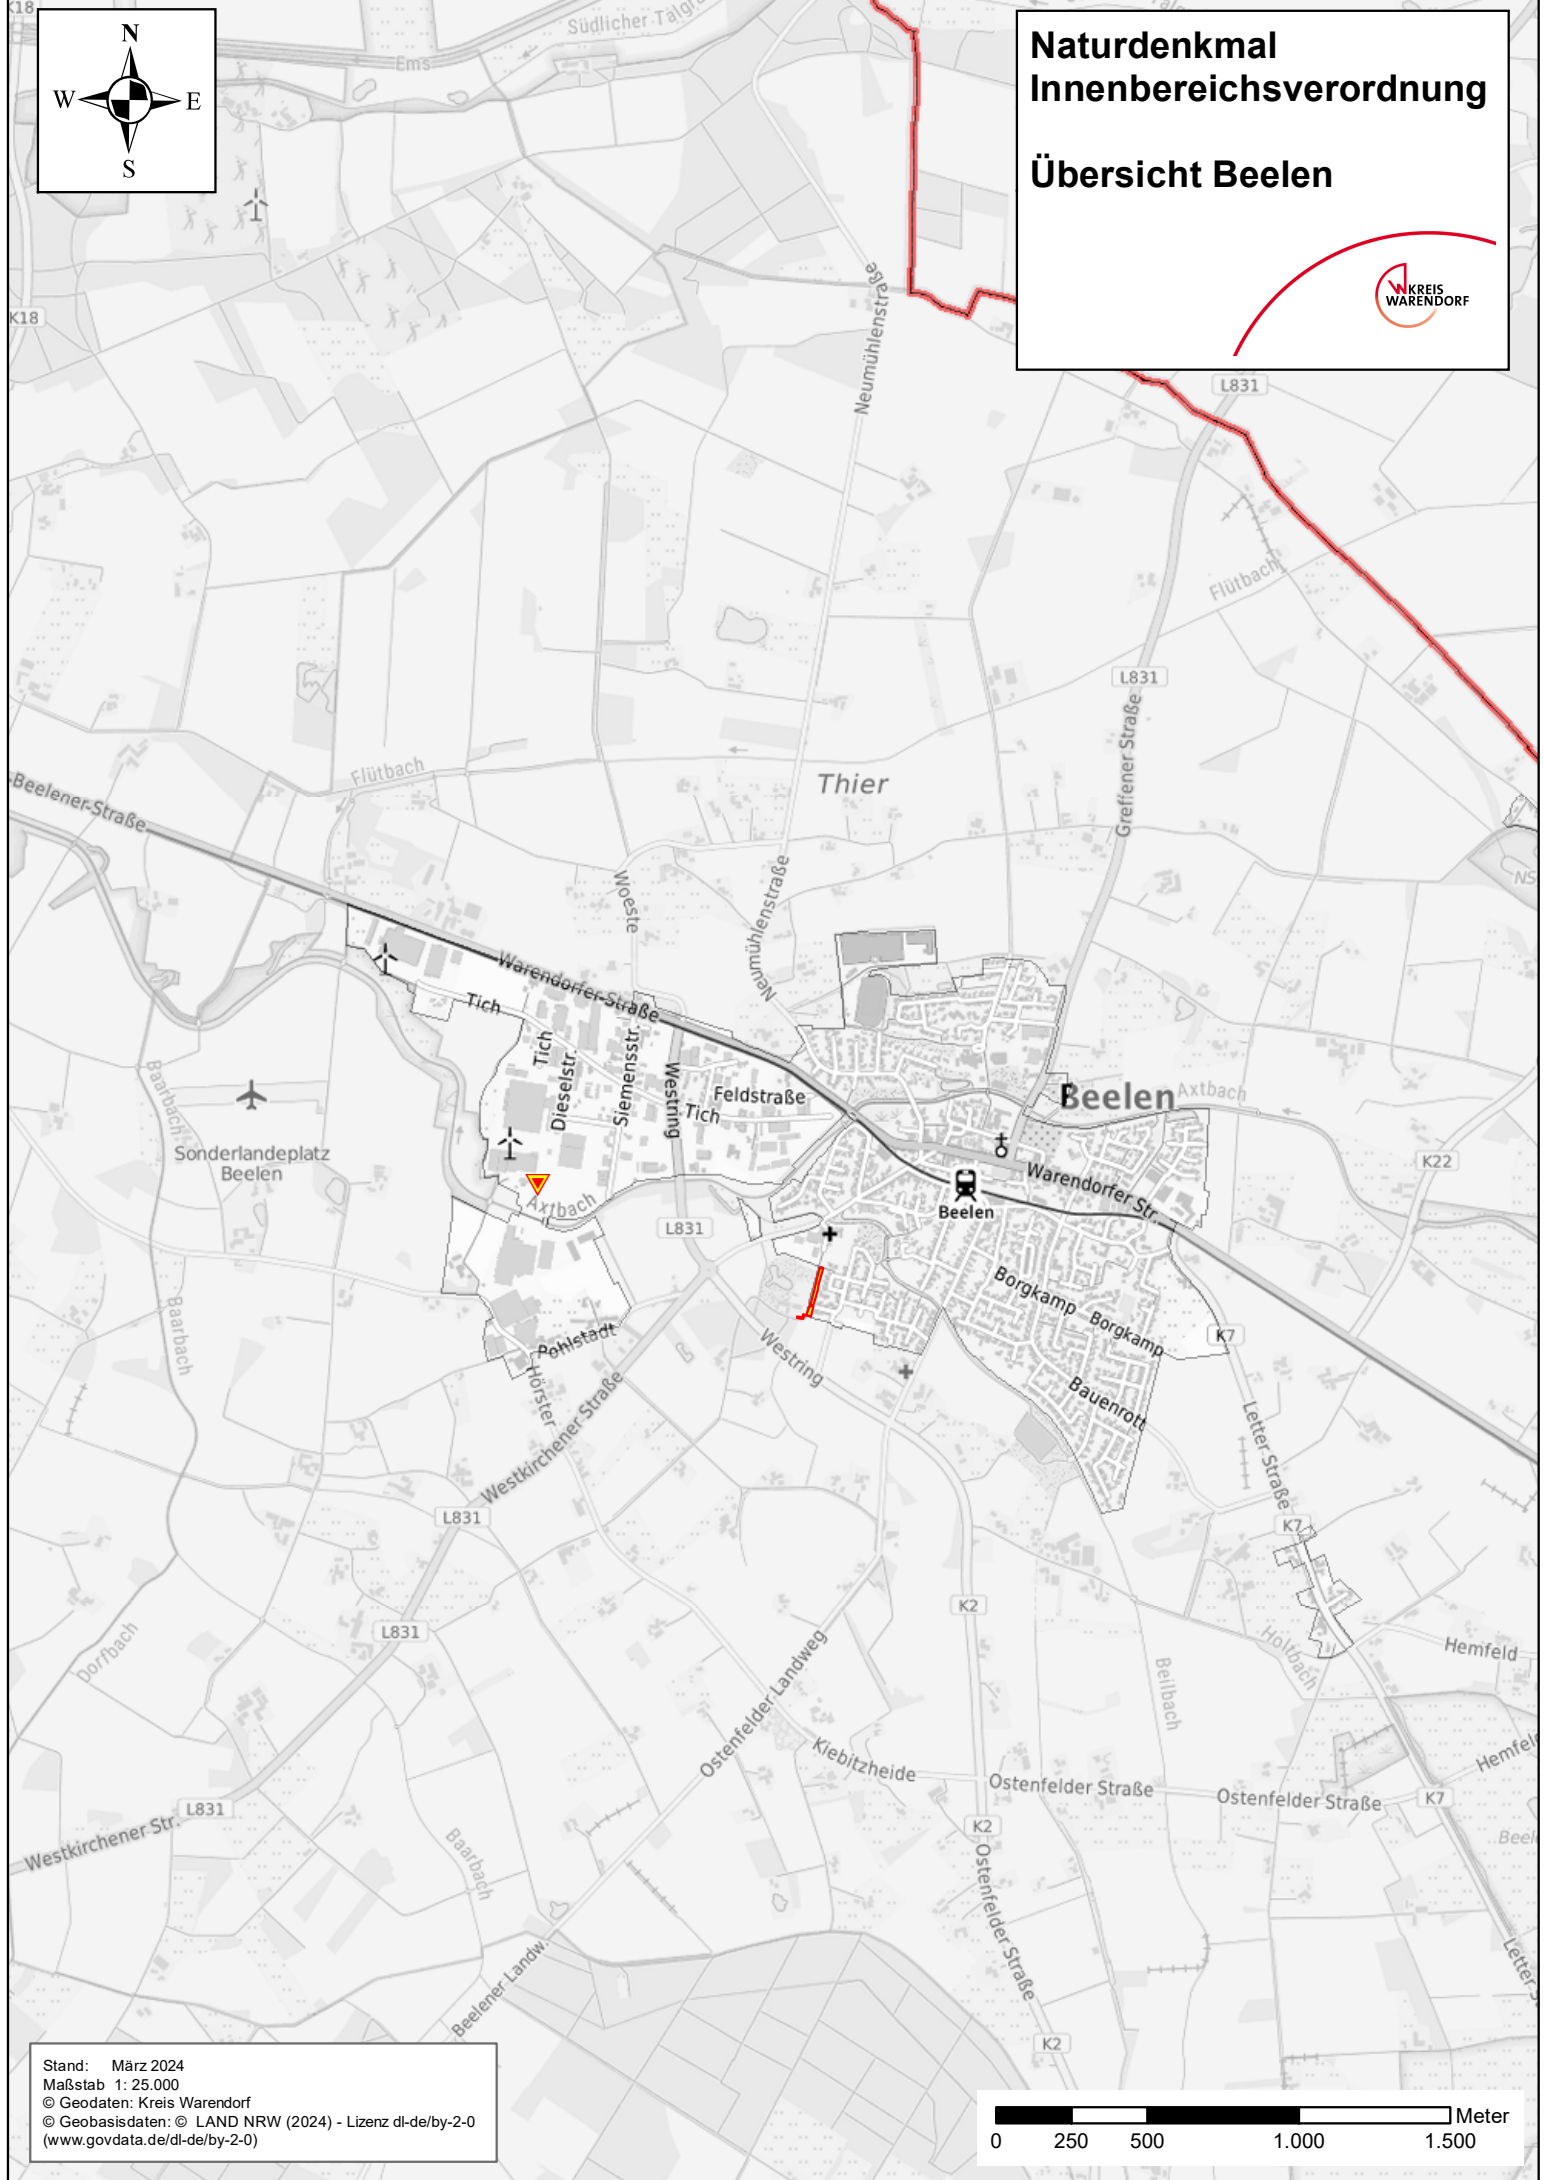 K18
Südlicher Talgra
Ems
N
W
E
S
Naturdenkmal
Innenbereichsverordnung
Übersicht Beelen
KREIS
WARENDORF
K18
Neumühlenstraße
L831
Flütbach
L831
Greffener Straße
Thier
Flütbach
Beelener-Straße
Woeste
Neumühlenstraße
NS
Warendorfer-Straße
Tich
Tich
Dieselstr.
Siemensstr.
Westring
Feldstraße
Tich
Beelen
Axtbach
Baarbach
Sonderlandeplatz
Beelen
K22
Warendorfer Str.
Beelen
Axtbach
L831
Borgkamp
Borgkamp
K7
Baarbach
Pohlstadt
Westring
Hörster
Bauenrott
Westkirchener Straße
Letter Straße
L831
K7
K2
L831
Dorfbach
Holtbach
Hemfeld
Beilbach
Ostenfelder Landweg
Kiebitzheide
Hemfel
Ostenfelder Straße
Ostenfelder Straße
K7
L831
Westkirchener Str.
K2
Beel
Baarbach
Ostenfelder Straße
Beelener Landw.
Letter S
K2
Stand: März 2024
Maßstab 1: 25.000
© Geodaten: Kreis Warendorf
© Geobasisdaten: © LAND NRW (2024) - Lizenz dl-de/by-2-0
(www.govdata.de/dl-de/by-2-0)
Meter
0 250 500 1.000 1.500